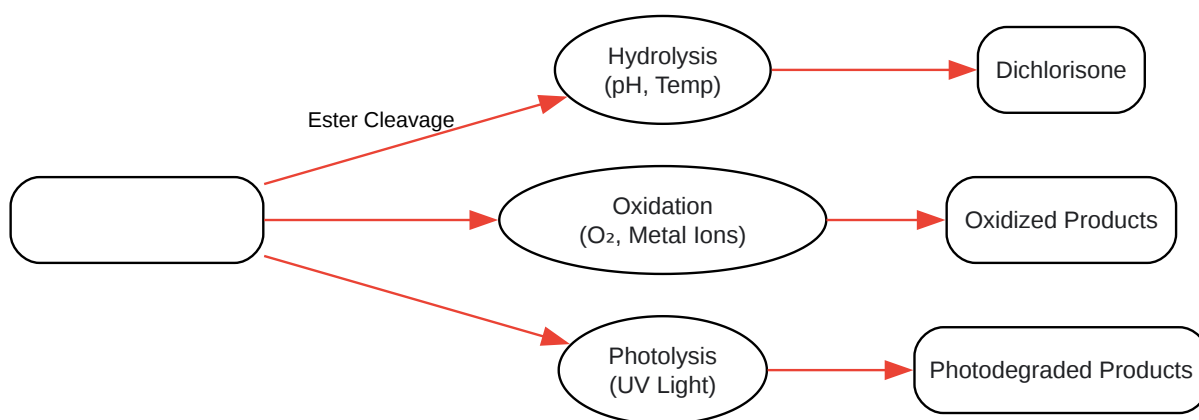 Hydrolysis
(pH, Temp)
Dichlorisone
Ester Cleavage
Oxidation
(O₂, Metal Ions)
Oxidized Products
Photolysis
(UV Light)
Photodegraded Products